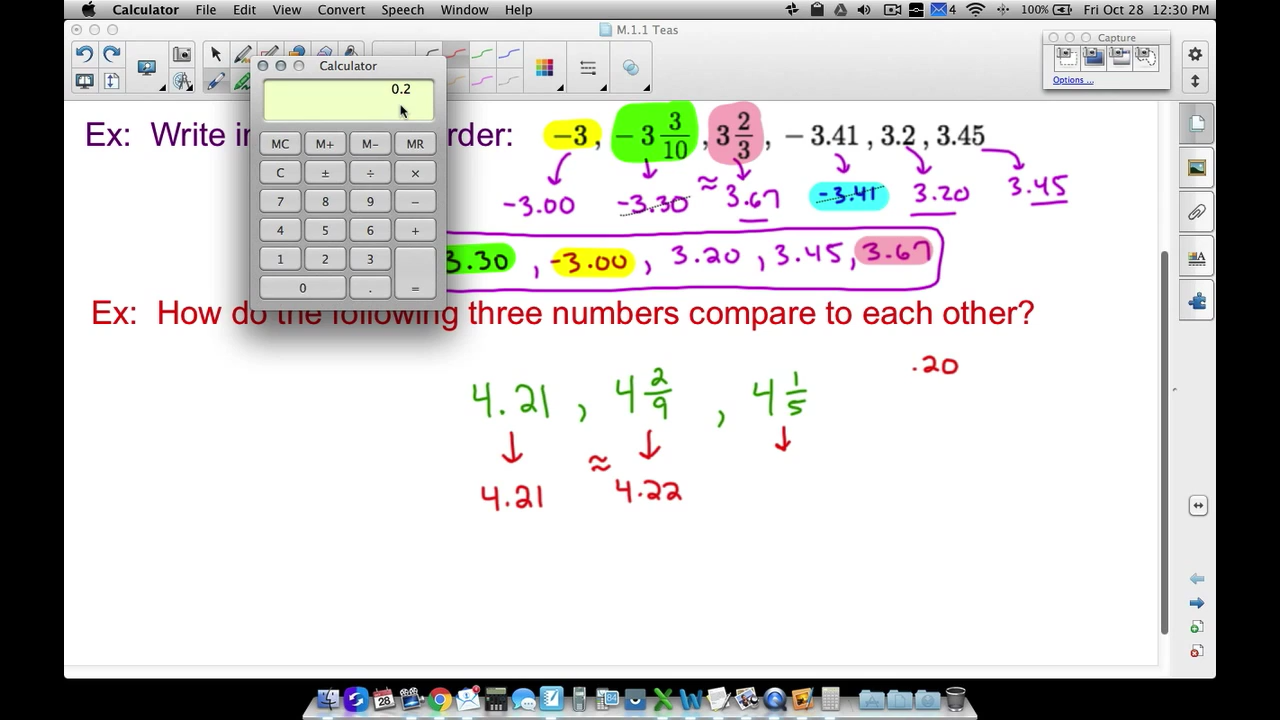 Calculator File Edit View Convert Speech Window Help 4 100% Fri Oct 28 12:30 PM
M.1.1 Teas
Capture
Options ...
Calculator
0.2
MC M+ M− MR
C ± ÷ ×
7 8 9 −
4 5 6 +
1 2 3
0 . =
Ex: Write in rder: −3, −3 3/10, 3 2/3, −3.41, 3.2, 3.45
-3.00 -3.30 ≈ 3.67 -3.41 3.20 3.45
3.30, -3.00, 3.20, 3.45, 3.67
Ex: How do the following three numbers compare to each other?
.20
4.21, 4 2/9, 4 1/5
4.21 ≈ 4.22
28
84